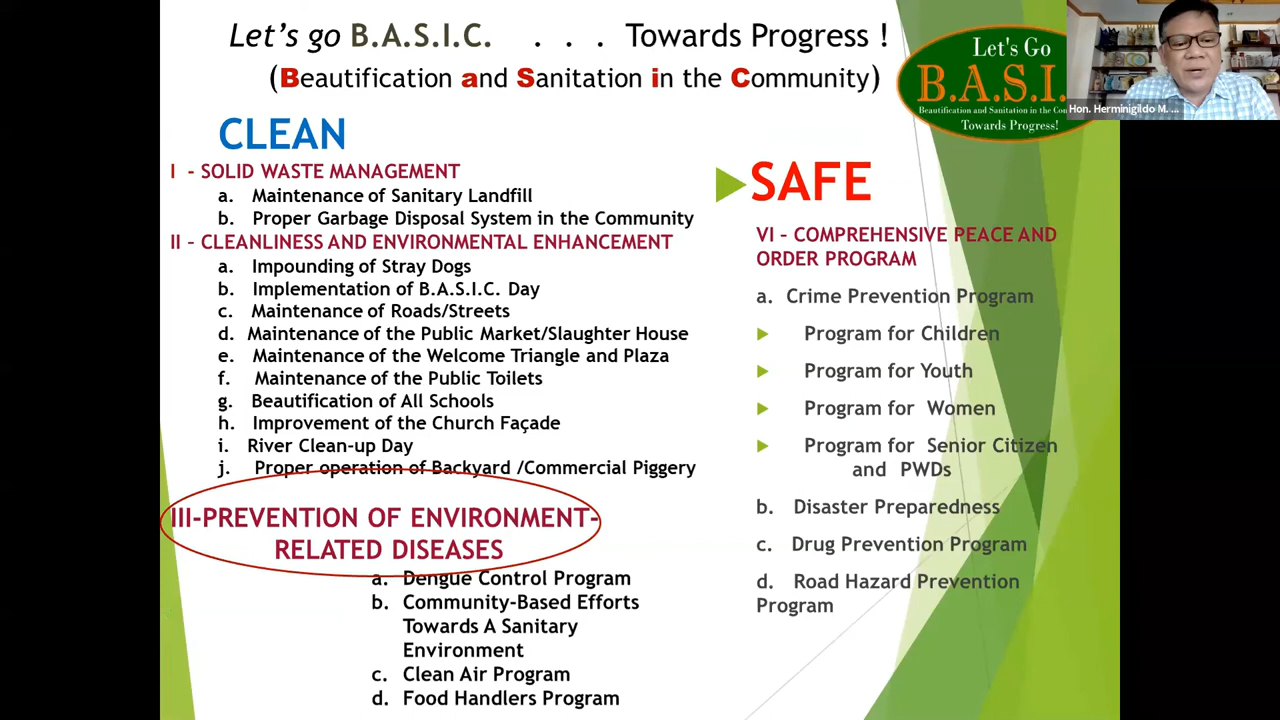 Let's go B.A.S.I.C. . . . Towards Progress !
(Beautification and Sanitation in the Community)
Let's Go
B.A.S.I.
Beautification and Sanitation in the Co
Towards Progress!
Hon. Herminigildo M. ...
CLEAN
I - SOLID WASTE MANAGEMENT
a. Maintenance of Sanitary Landfill
b. Proper Garbage Disposal System in the Community
II – CLEANLINESS AND ENVIRONMENTAL ENHANCEMENT
a. Impounding of Stray Dogs
b. Implementation of B.A.S.I.C. Day
c. Maintenance of Roads/Streets
d. Maintenance of the Public Market/Slaughter House
e. Maintenance of the Welcome Triangle and Plaza
f. Maintenance of the Public Toilets
g. Beautification of All Schools
h. Improvement of the Church Façade
i. River Clean-up Day
j. Proper operation of Backyard /Commercial Piggery
III-PREVENTION OF ENVIRONMENT-
RELATED DISEASES
a. Dengue Control Program
b. Community-Based Efforts
Towards A Sanitary
Environment
c. Clean Air Program
d. Food Handlers Program
SAFE
VI – COMPREHENSIVE PEACE AND
ORDER PROGRAM
a. Crime Prevention Program
Program for Children
Program for Youth
Program for Women
Program for Senior Citizen
and PWDs
b. Disaster Preparedness
c. Drug Prevention Program
d. Road Hazard Prevention
Program